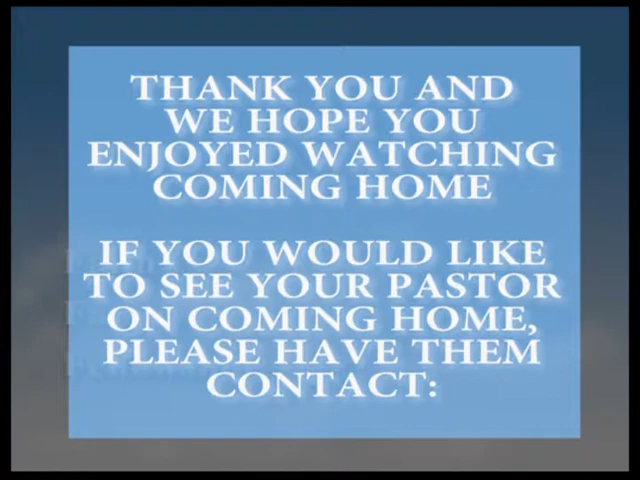 THANK YOU AND
WE HOPE YOU
ENJOYED WATCHING
COMING HOME
IF YOU WOULD LIKE
TO SEE YOUR PASTOR
ON COMING HOME,
PLEASE HAVE THEM
CONTACT: